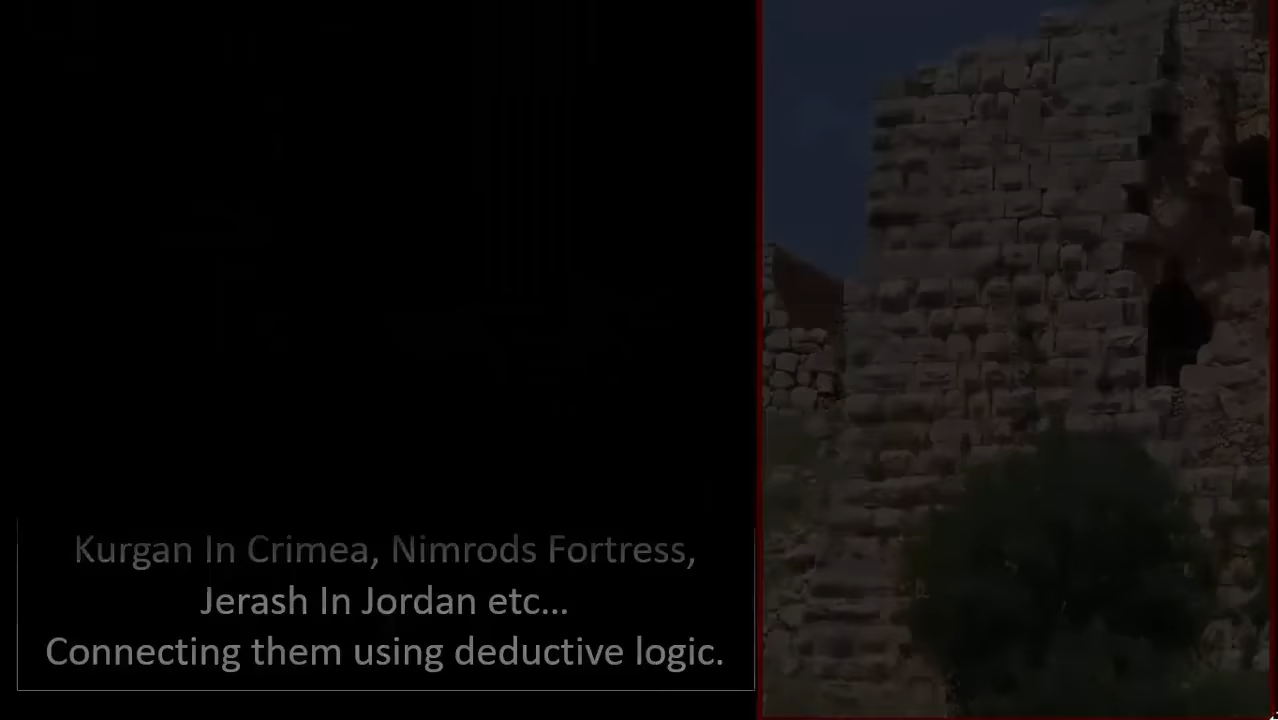 Kurgan In Crimea, Nimrods Fortress,
Jerash In Jordan etc...
Connecting them using deductive logic.